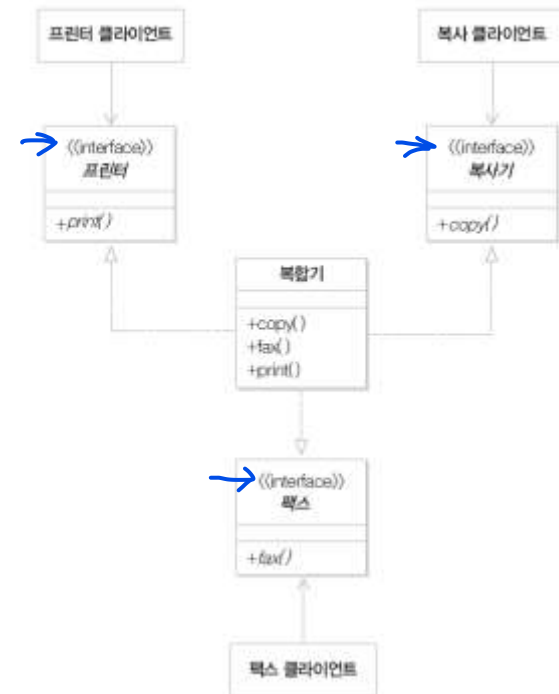 프린터 클라이언트
복사 클라이언트
<<interface>>
프린터
+print()
<<interface>>
복사기
+copy()
복합기
+copy()
+fax()
+print()
<<interface>>
팩스
+fax()
팩스 클라이언트